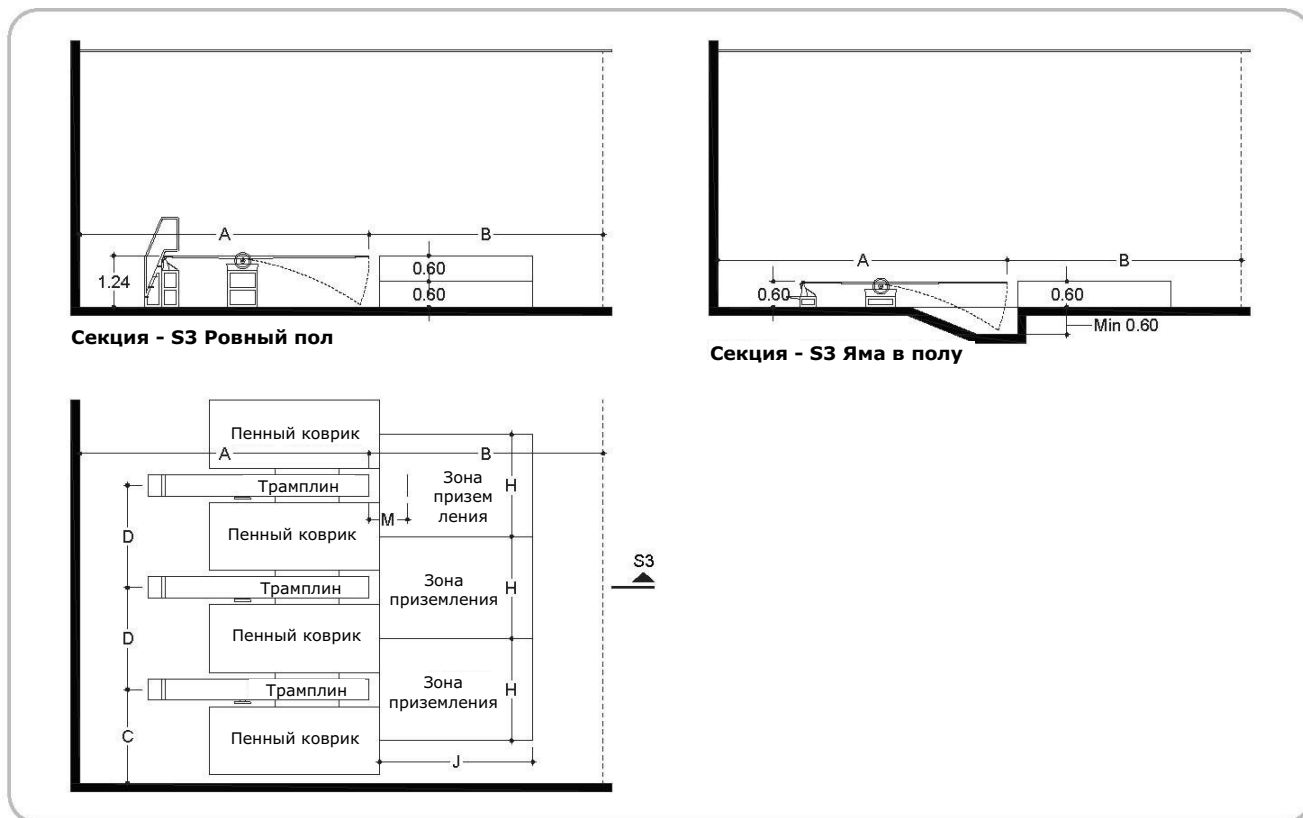 A
B
1.24
0.60
0.60
Секция - S3 Ровный пол
A
B
0.60
0.60
Min 0.60
Секция - S3 Яма в полу
Пенный коврик
A
B
Трамплин
Зона
призем
ления
H
M
D
Пенный коврик
S3
Трамплин
Зона
приземления
H
D
Пенный коврик
Трамплин
Зона
приземления
H
C
Пенный коврик
J